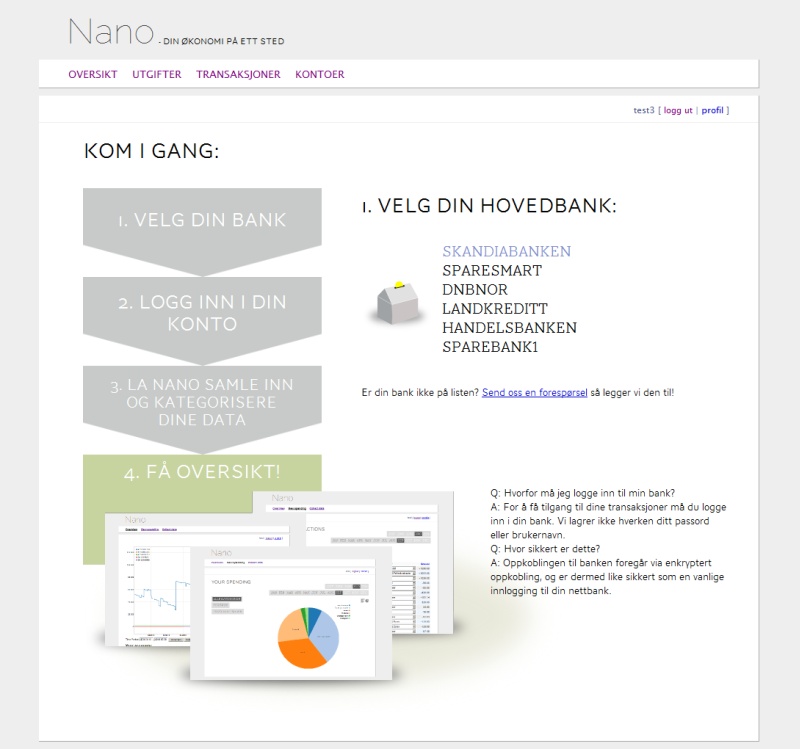 Nano - DIN ØKONOMI PÅ ETT STED
OVERSIKT UTGIFTER TRANSAKSJONER KONTOER
test3 [ logg ut | profil ]
KOM I GANG:
1. VELG DIN BANK
2. LOGG INN I DIN
KONTO
3. LA NANO SAMLE INN
OG KATEGORISERE
DINE DATA
4. FÅ OVERSIKT!
1. VELG DIN HOVEDBANK:
SKANDIABANKEN
SPARESMART
DNBNOR
LANDKREDITT
HANDELSBANKEN
SPAREBANK1
Er din bank ikke på listen? Send oss en forespørsel så legger vi den til!
Nano
Nano
Nano
YOUR SPENDING
Q: Hvorfor må jeg logge inn til min bank?
A: For å få tilgang til dine transaksjoner må du logge
inn i din bank. Vi lagrer ikke hverken ditt passord
eller brukernavn.
Q: Hvor sikkert er dette?
A: Oppkoblingen til banken foregår via enkryptert
oppkobling, og er dermed like sikkert som en vanlige
innlogging til din nettbank.